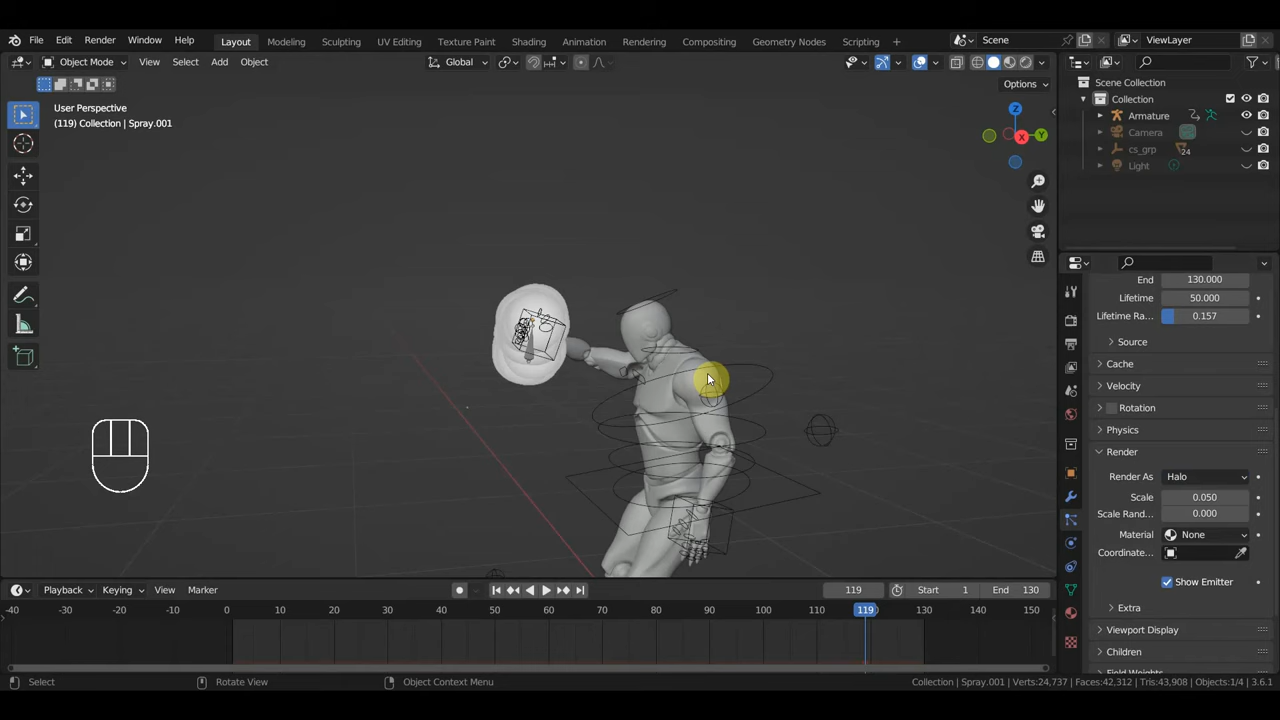 File Edit Render Window Help Layout Modeling Sculpting UV Editing Texture Paint Shading Animation Rendering Compositing Geometry Nodes Scripting + Scene ViewLayer
Object Mode View Select Add Object Global
Options
User Perspective
(119) Collection | Spray.001
Z
Y
X
Scene Collection
Collection
Armature
Camera
cs_grp 24
Light
End 130.000
Lifetime 50.000
Lifetime Ra... 0.157
Source
Cache
Velocity
Rotation
Physics
Render
Render As Halo
Scale 0.050
Scale Rand... 0.000
Material None
Coordinate...
Show Emitter
Extra
Viewport Display
Children
Field Weights
Playback Keying View Marker 119 Start 1 End 130
-40 -30 -20 -10 0 10 20 30 40 50 60 70 80 90 100 110 119 130 140 150
Select Rotate View Object Context Menu Collection | Spray.001 | Verts:24,737 | Faces:42,312 | Tris:43,908 | Objects:1/4 | 3.6.1